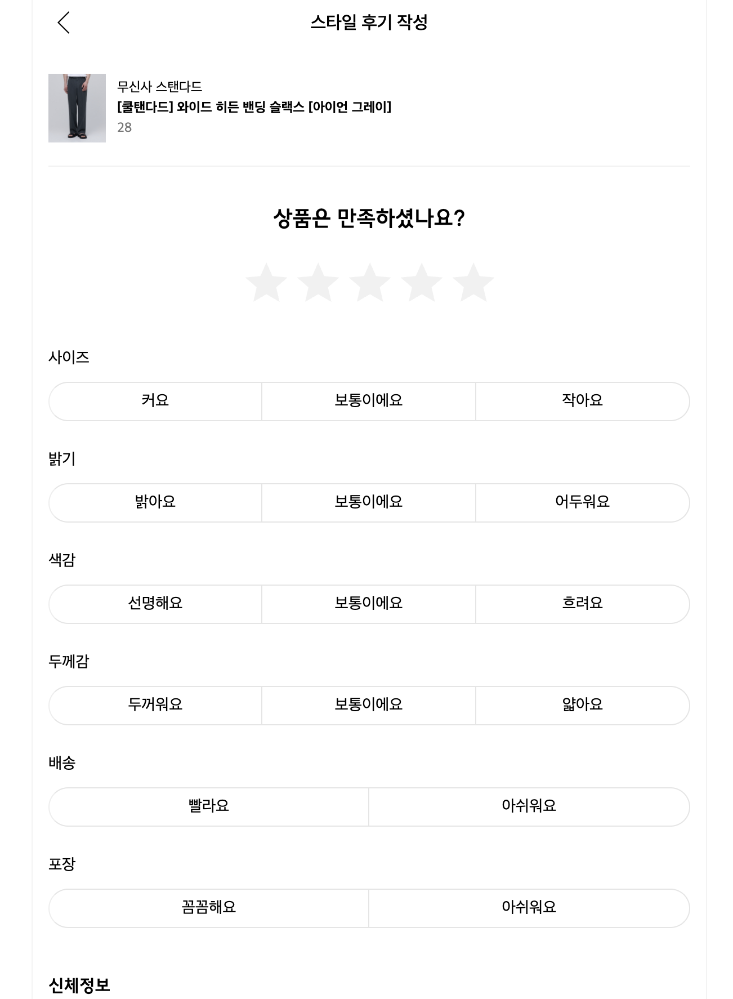 스타일 후기 작성
무신사 스탠다드
[쿨탠다드] 와이드 히든 밴딩 슬랙스 [아이언 그레이]
28
상품은 만족하셨나요?
사이즈
커요 보통이에요 작아요
밝기
밝아요 보통이에요 어두워요
색감
선명해요 보통이에요 흐려요
두께감
두꺼워요 보통이에요 얇아요
배송
빨라요 아쉬워요
포장
꼼꼼해요 아쉬워요
신체정보